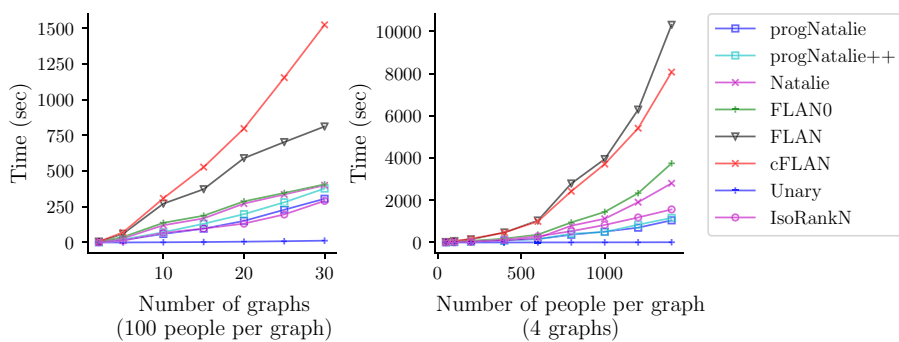 1500
1250
1000
750
500
250
0
Time (sec)
10
20
30
Number of graphs
(100 people per graph)
10000
8000
6000
4000
2000
0
Time (sec)
0
500
1000
Number of people per graph
(4 graphs)
progNatalie
progNatalie++
Natalie
FLAN0
FLAN
cFLAN
Unary
IsoRankN